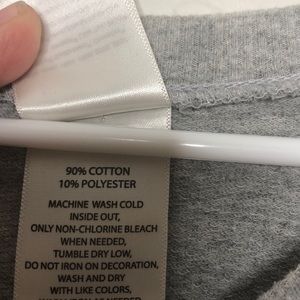 90% COTTON
10% POLYESTER
MACHINE WASH COLD
INSIDE OUT,
ONLY NON-CHLORINE BLEACH
WHEN NEEDED,
TUMBLE DRY LOW,
DO NOT IRON ON DECORATION,
WASH AND DRY
WITH LIKE COLORS,